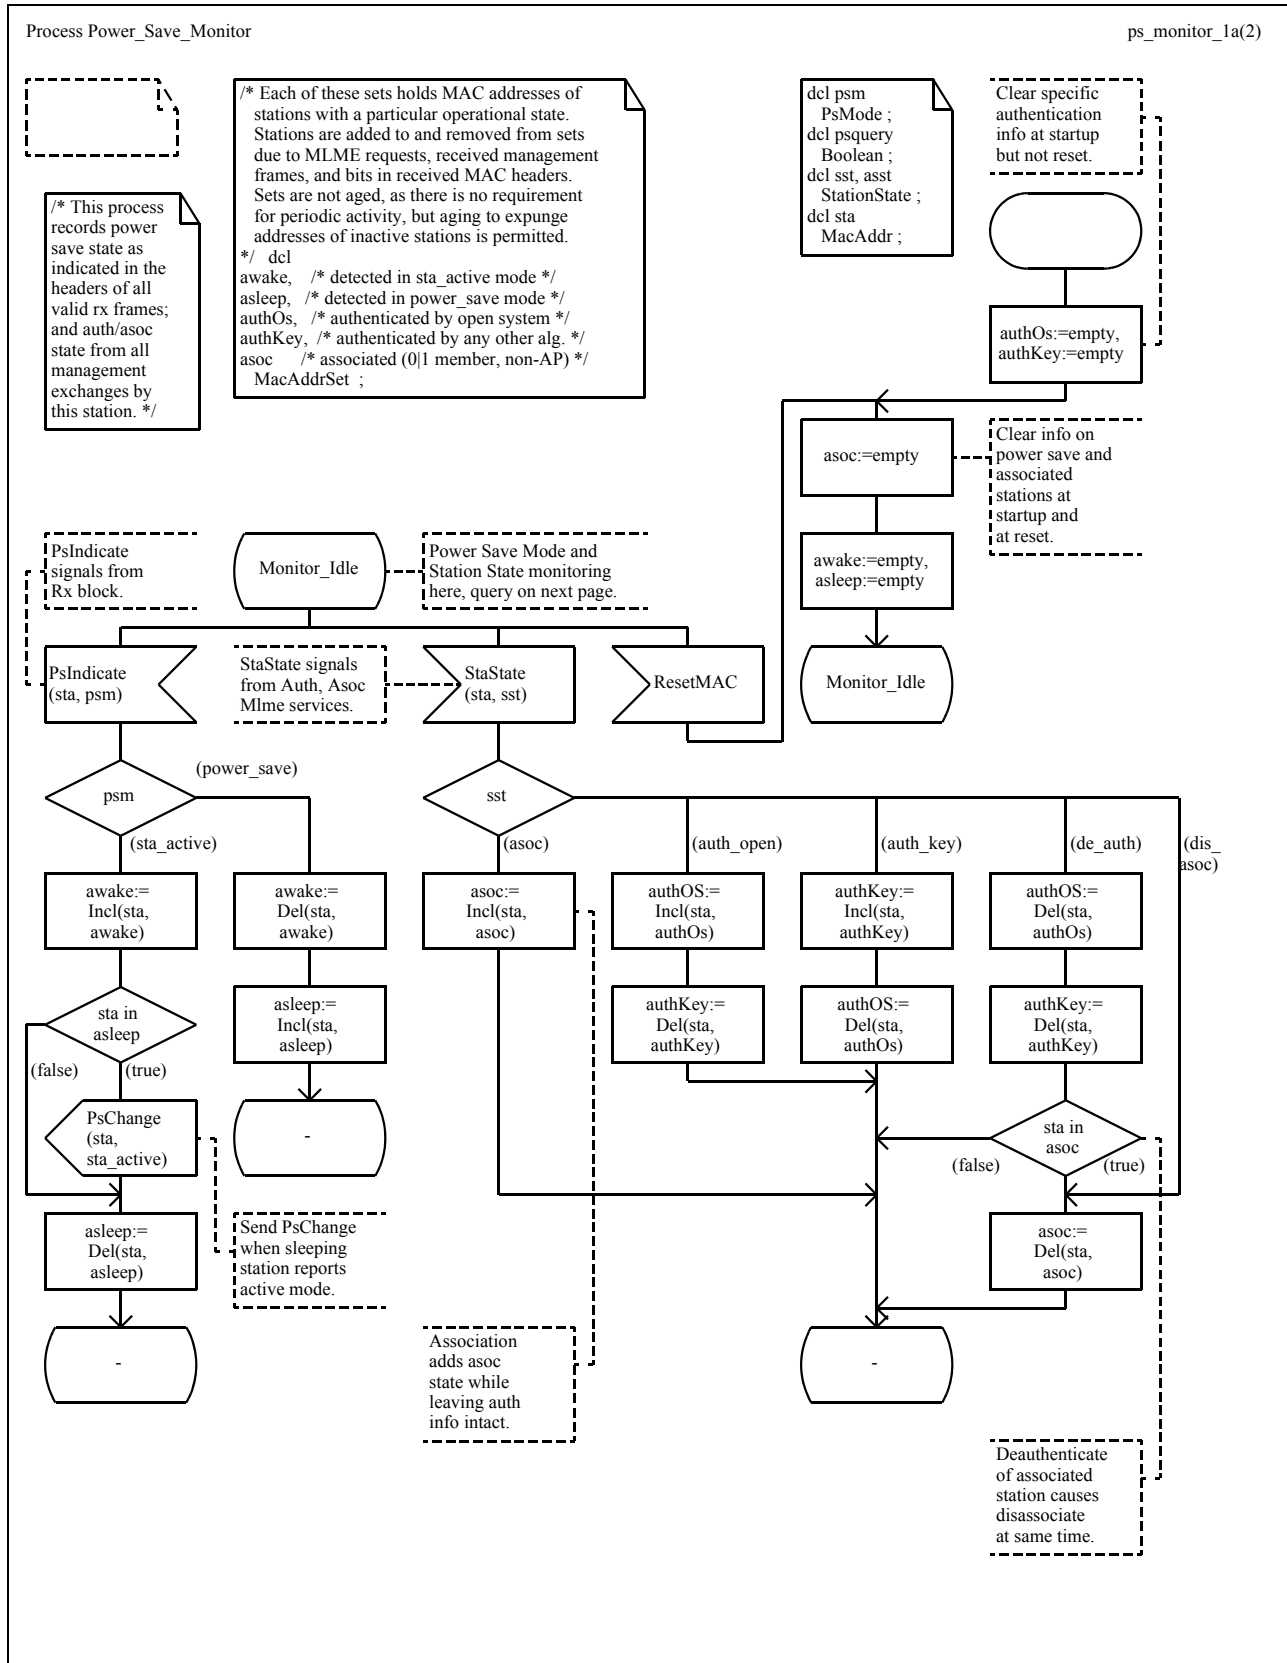 Process Power_Save_Monitor
ps_monitor_1a(2)
/* Each of these sets holds MAC addresses of
stations with a particular operational state.
Stations are added to and removed from sets
due to MLME requests, received management
frames, and bits in received MAC headers.
Sets are not aged, as there is no requirement
for periodic activity, but aging to expunge
addresses of inactive stations is permitted.
*/ dcl
awake, /* detected in sta_active mode */
asleep, /* detected in power_save mode */
authOs, /* authenticated by open system */
authKey, /* authenticated by any other alg. */
asoc /* associated (0|1 member, non-AP) */
MacAddrSet ;
dcl psm
PsMode ;
dcl psquery
Boolean ;
dcl sst, asst
StationState ;
dcl sta
MacAddr ;
Clear specific
authentication
info at startup
but not reset.
/* This process
records power
save state as
indicated in the
headers of all
valid rx frames;
and auth/asoc
state from all
management
exchanges by
this station. */
authOs:=empty,
authKey:=empty
asoc:=empty
Clear info on
power save and
associated
stations at
startup and
at reset.
awake:=empty,
asleep:=empty
Monitor_Idle
PsIndicate
signals from
Rx block.
Monitor_Idle
Power Save Mode and
Station State monitoring
here, query on next page.
PsIndicate
(sta, psm)
StaState signals
from Auth, Asoc
Mlme services.
StaState
(sta, sst)
ResetMAC
psm
(power_save)
(sta_active)
sst
(asoc)
(auth_open)
(auth_key)
(de_auth)
(dis_
asoc)
awake:=
Incl(sta,
awake)
awake:=
Del(sta,
awake)
asoc:=
Incl(sta,
asoc)
authOS:=
Incl(sta,
authOs)
authKey:=
Incl(sta,
authKey)
authOS:=
Del(sta,
authOs)
sta in
asleep
(false)
(true)
asleep:=
Incl(sta,
asleep)
authKey:=
Del(sta,
authKey)
authOS:=
Del(sta,
authOs)
authKey:=
Del(sta,
authKey)
PsChange
(sta,
sta_active)
-
sta in
asoc
(false)
(true)
asleep:=
Del(sta,
asleep)
Send PsChange
when sleeping
station reports
active mode.
asoc:=
Del(sta,
asoc)
-
Association
adds asoc
state while
leaving auth
info intact.
-
Deauthenticate
of associated
station causes
disassociate
at same time.